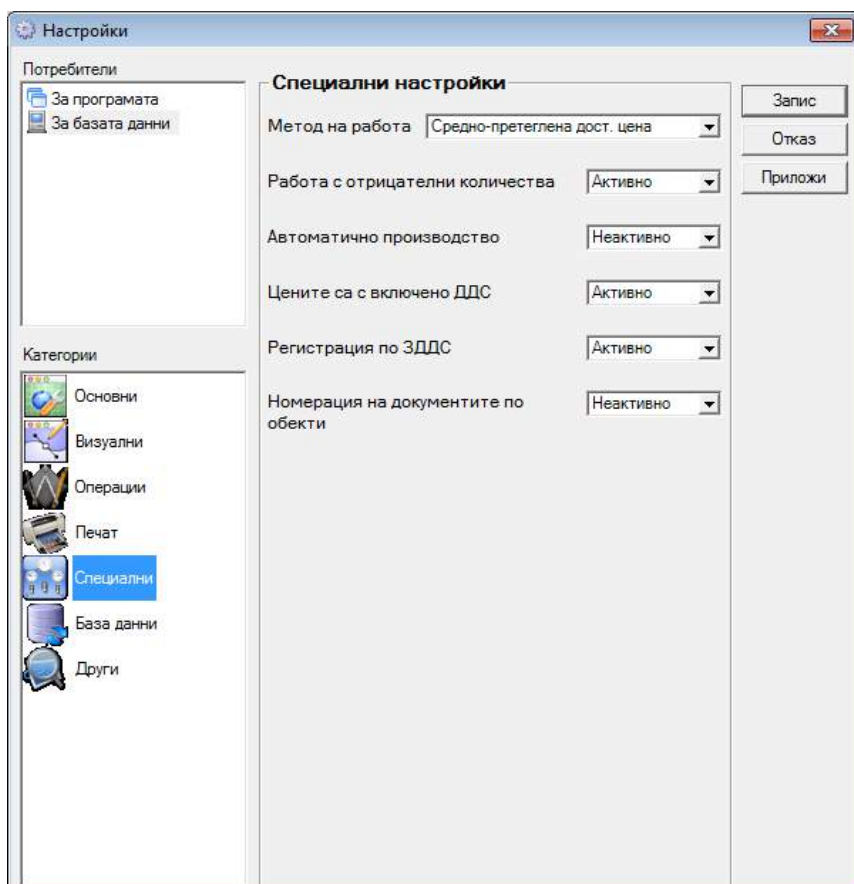 Настройки
Потребители
За програмата
За базата данни
Категории
Основни
Визуални
Операции
Печат
Специални
База данни
Други
Специални настройки
Метод на работа Средно-претеглена дост. цена
Работа с отрицателни количества Активно
Автоматично производство Неактивно
Цените са с включено ДДС Активно
Регистрация по ЗДДС Активно
Номерация на документите по Неактивно
обекти
Запис
Отказ
Приложи